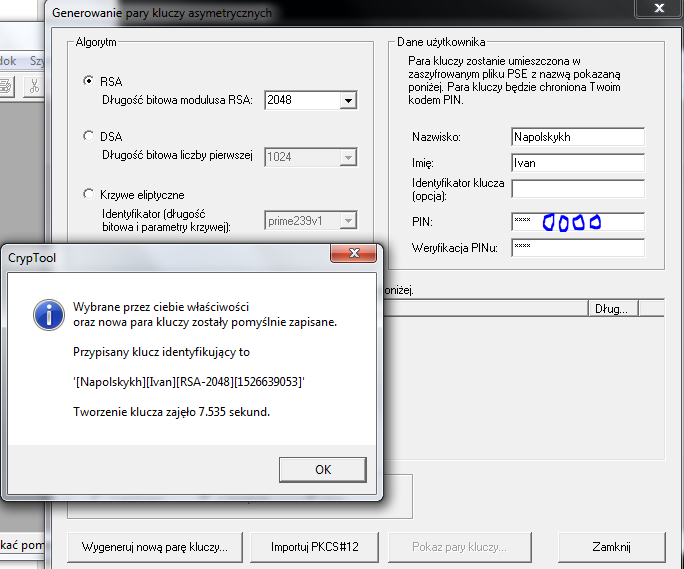 Generowanie pary kluczy asymetrycznych
Algorytm
RSA
Długość bitowa modulusa RSA:
2048
DSA
Długość bitowa liczby pierwszej
1024
Krzywe eliptyczne
Identyfikator (długość
bitowa i parametry krzywej):
prime239v1
Dane użytkownika
Para kluczy zostanie umieszczona w
zaszyfrowanym pliku PSE z nazwą pokazaną
poniżej. Para kluczy będzie chroniona Twoim
kodem PIN.
Nazwisko:
Napolskykh
Imię:
Ivan
Identyfikator klucza
(opcja):
PIN:
**** 0000
Weryfikacja PINu:
****
CrypTool
Wybrane przez ciebie właściwości
oraz nowa para kluczy zostały pomyślnie zapisane.
Przypisany klucz identyfikujący to
'[Napolskykh][Ivan][RSA-2048][1526639053]'
Tworzenie klucza zajęło 7.535 sekund.
OK
oniżej.
Dług...
Wygeneruj nową parę kluczy...
Importuj PKCS#12
Pokaz pary kluczy...
Zamknij
dok
Szy
kać pom